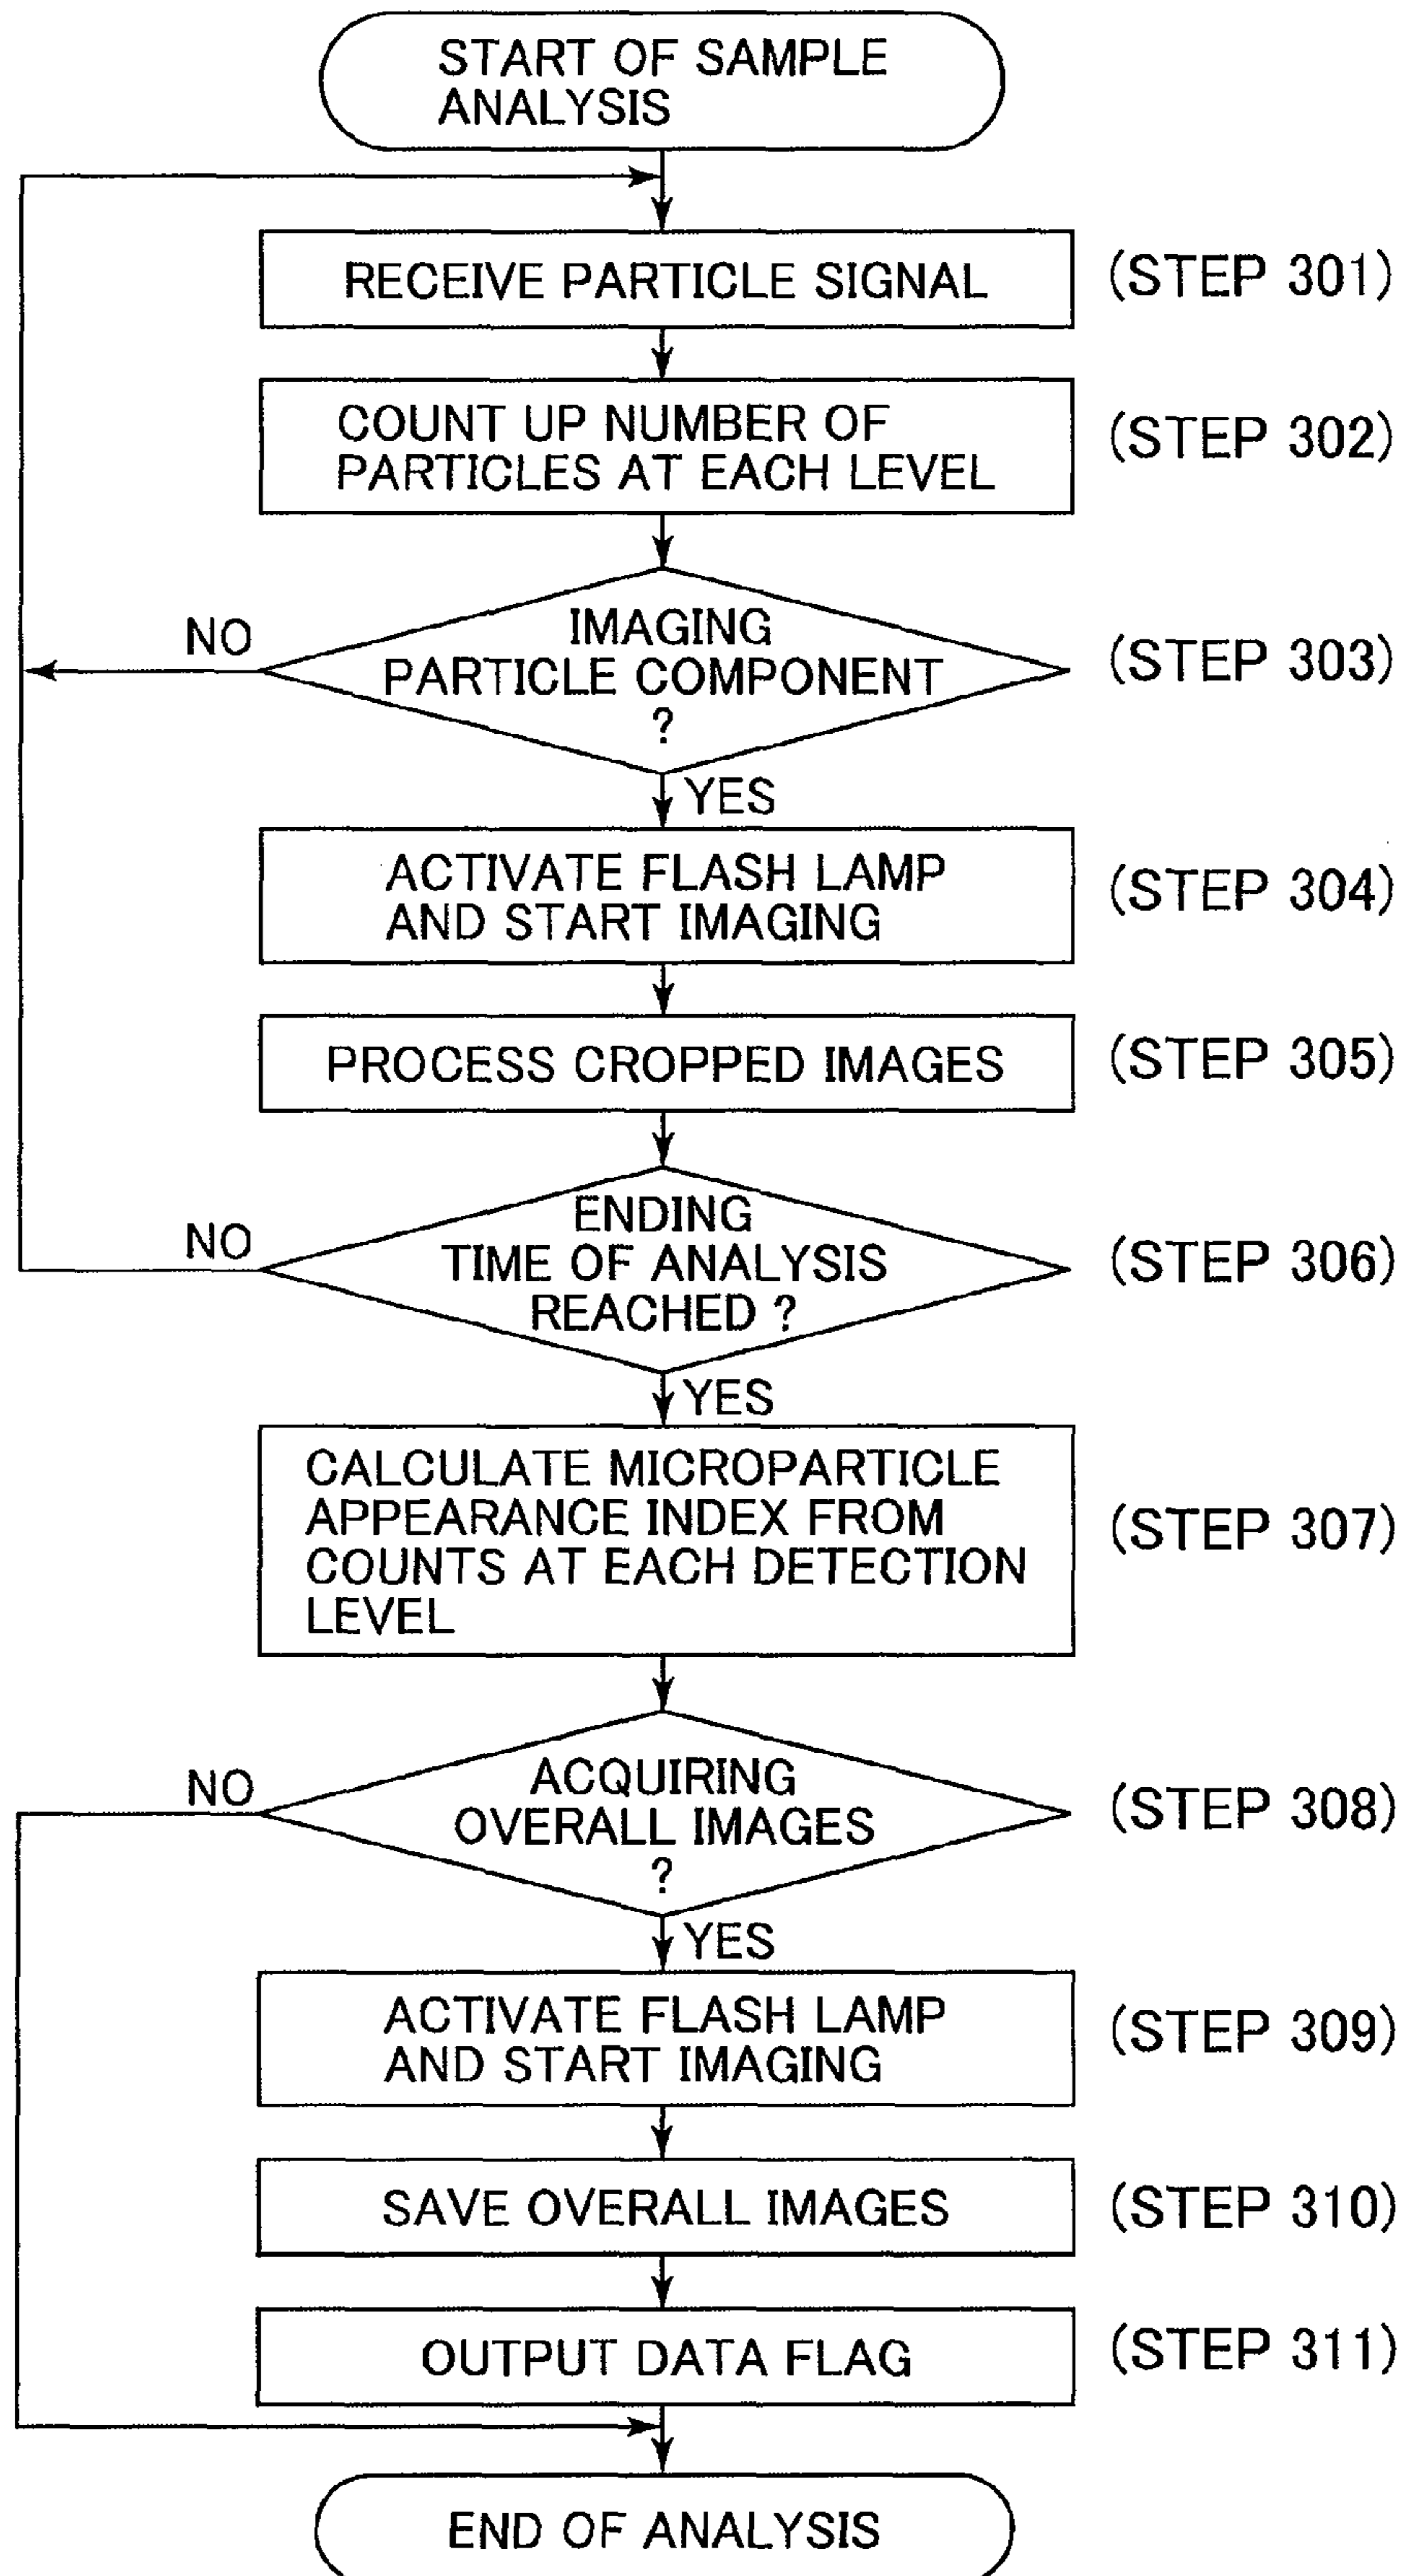 START OF SAMPLE
ANALYSIS
RECEIVE PARTICLE SIGNAL
(STEP 301)
COUNT UP NUMBER OF
PARTICLES AT EACH LEVEL
(STEP 302)
NO
IMAGING
PARTICLE COMPONENT
?
(STEP 303)
YES
ACTIVATE FLASH LAMP
AND START IMAGING
(STEP 304)
PROCESS CROPPED IMAGES
(STEP 305)
NO
ENDING
TIME OF ANALYSIS
REACHED ?
(STEP 306)
YES
CALCULATE MICROPARTICLE
APPEARANCE INDEX FROM
COUNTS AT EACH DETECTION
LEVEL
(STEP 307)
NO
ACQUIRING
OVERALL IMAGES
?
(STEP 308)
YES
ACTIVATE FLASH LAMP
AND START IMAGING
(STEP 309)
SAVE OVERALL IMAGES
(STEP 310)
OUTPUT DATA FLAG
(STEP 311)
END OF ANALYSIS